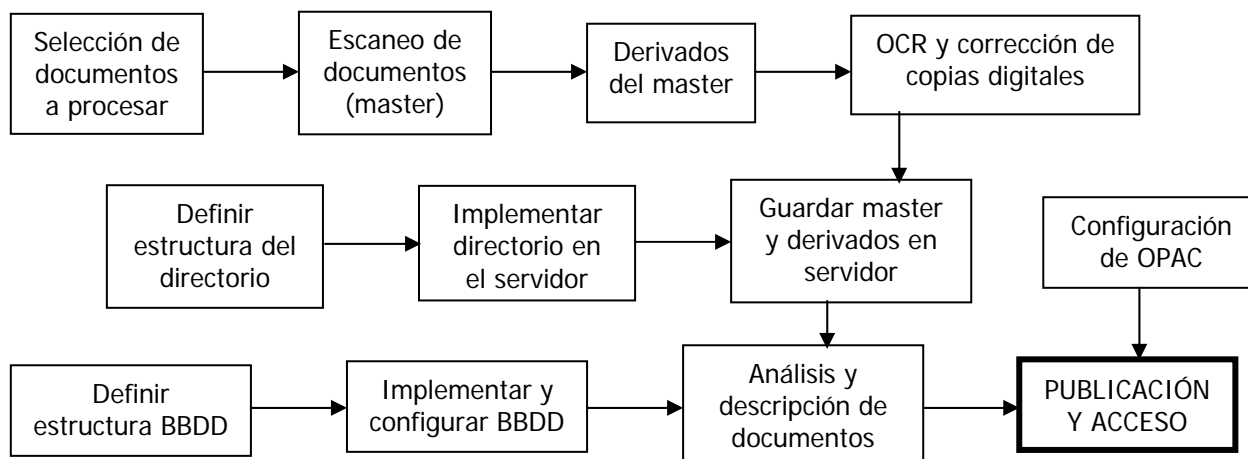 Selección de
documentos
a procesar
Escaneo de
documentos
(master)
Derivados
del master
OCR y corrección de
copias digitales
Definir
estructura del
directorio
Implementar
directorio en
el servidor
Guardar master
y derivados en
servidor
Configuración
de OPAC
Definir
estructura BBDD
Implementar y
configurar BBDD
Análisis y
descripción de
documentos
PUBLICACIÓN
Y ACCESO